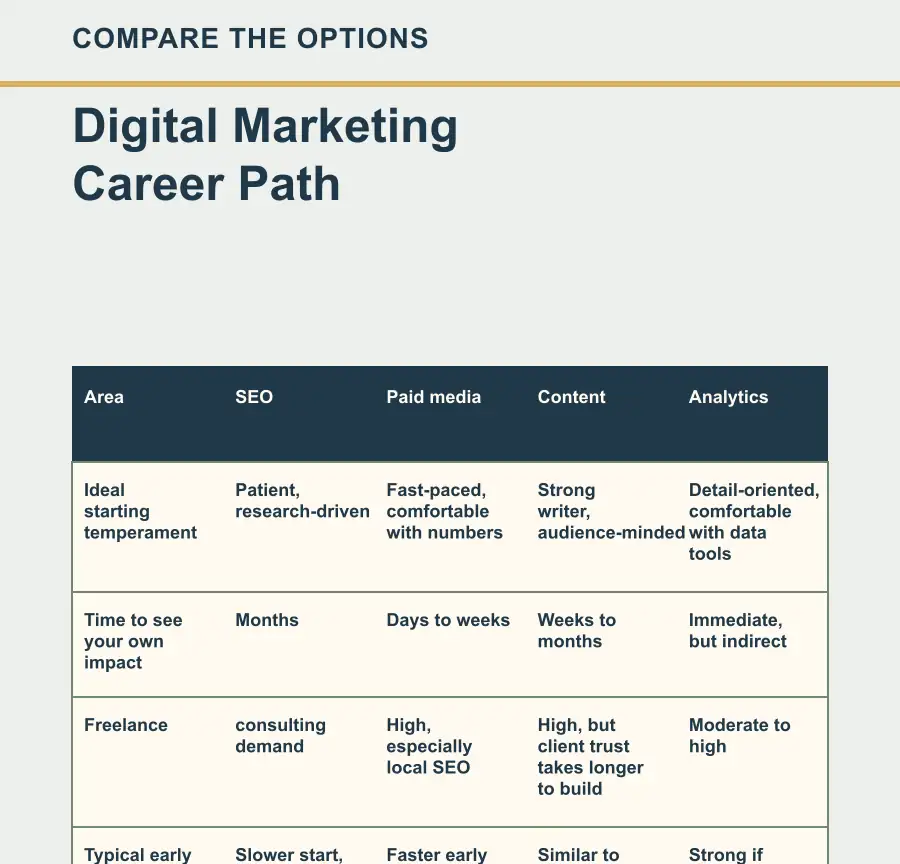 COMPARE THE OPTIONS
Digital Marketing
Career Path
Area
SEO
Paid media
Content
Analytics
Ideal
starting
temperament
Patient,
research-driven
Fast-paced,
comfortable
with numbers
Strong
writer,
audience-minded
Detail-oriented,
comfortable
with data
tools
Time to see
your own
impact
Months
Days to weeks
Weeks to
months
Immediate,
but indirect
Freelance
consulting
demand
High,
especially
local SEO
High, but
client trust
takes longer
to build
Moderate to
high
Typical early
Slower start,
Faster early
Similar to
Strong if